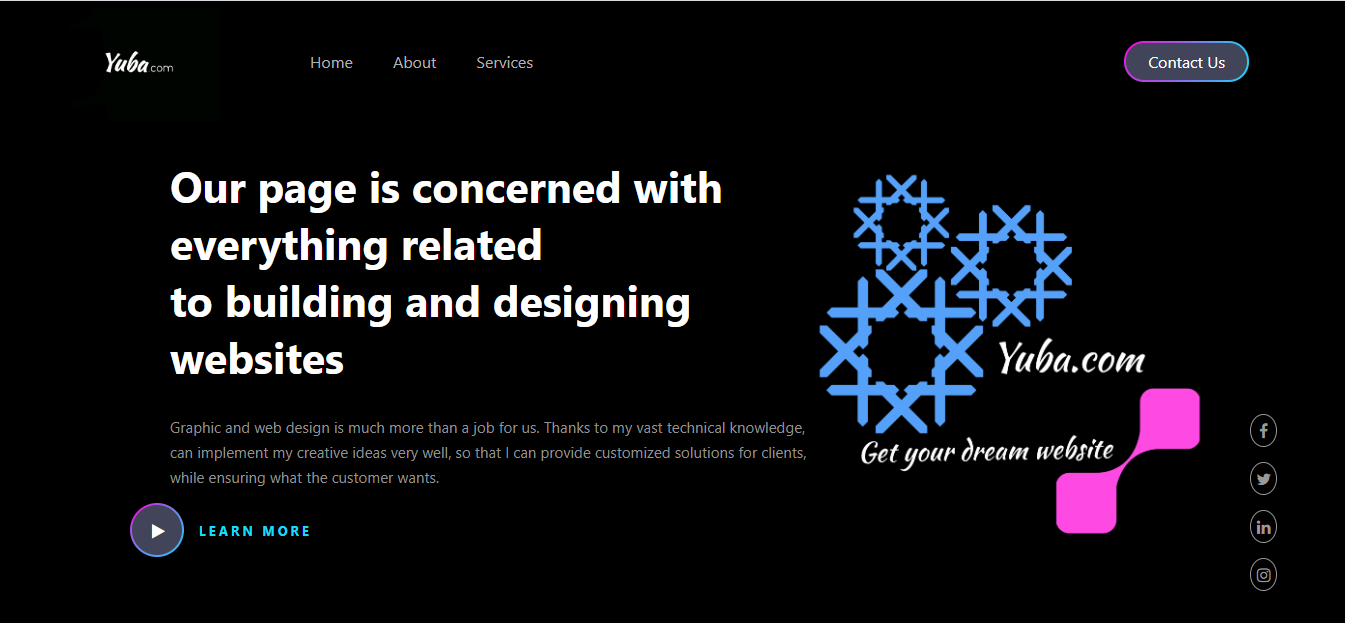 Yuba.com
Home
About
Services
Contact Us
Our page is concerned with
everything related
to building and designing
websites
Graphic and web design is much more than a job for us. Thanks to my vast technical knowledge,
can implement my creative ideas very well, so that I can provide customized solutions for clients,
while ensuring what the customer wants.
LEARN MORE
Yuba.com
Get your dream website